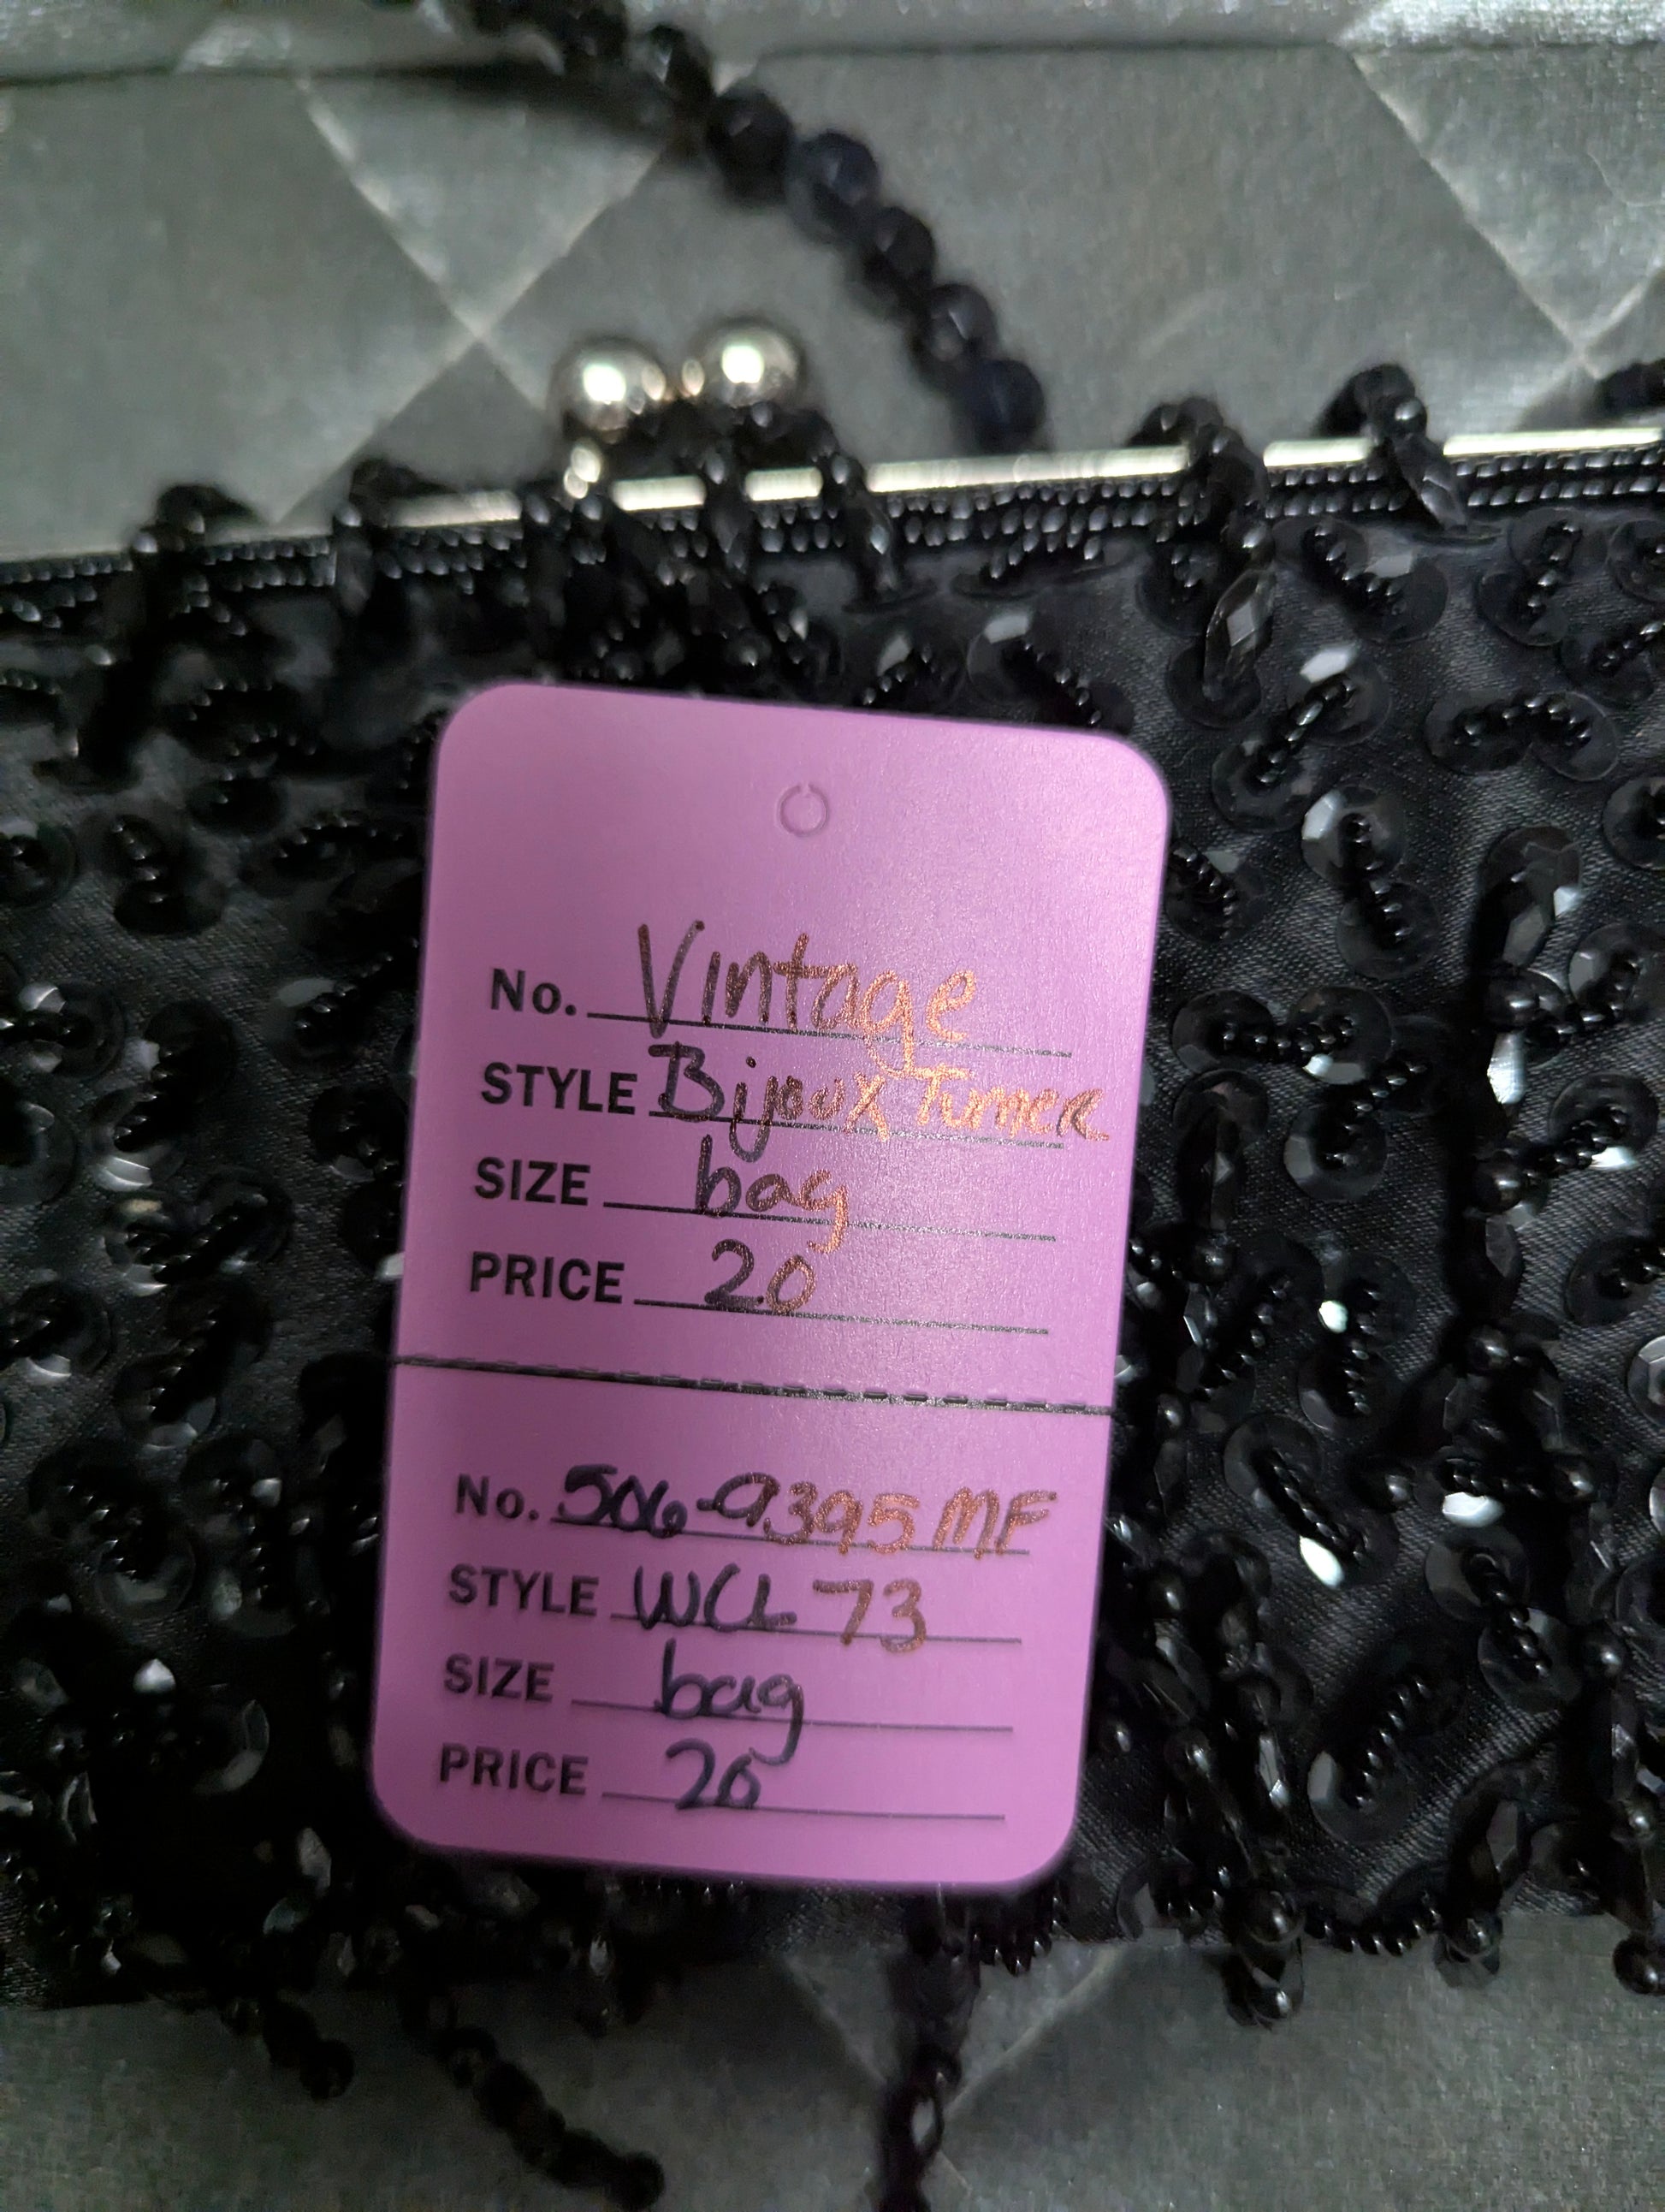 No. Vintage
STYLE Bijoux Turner
SIZE bag
PRICE 20
No. 506-9395 MF
STYLE WCL 73
SIZE bag
PRICE 20